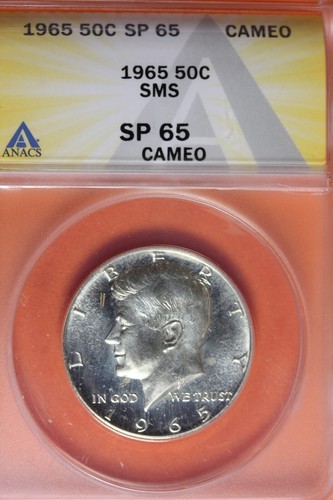 1965 50C SP 65 CAMEO
1965 50C
SMS
SP 65
CAMEO
ANACS
LIBERTY
IN GOD WE TRUST
1965